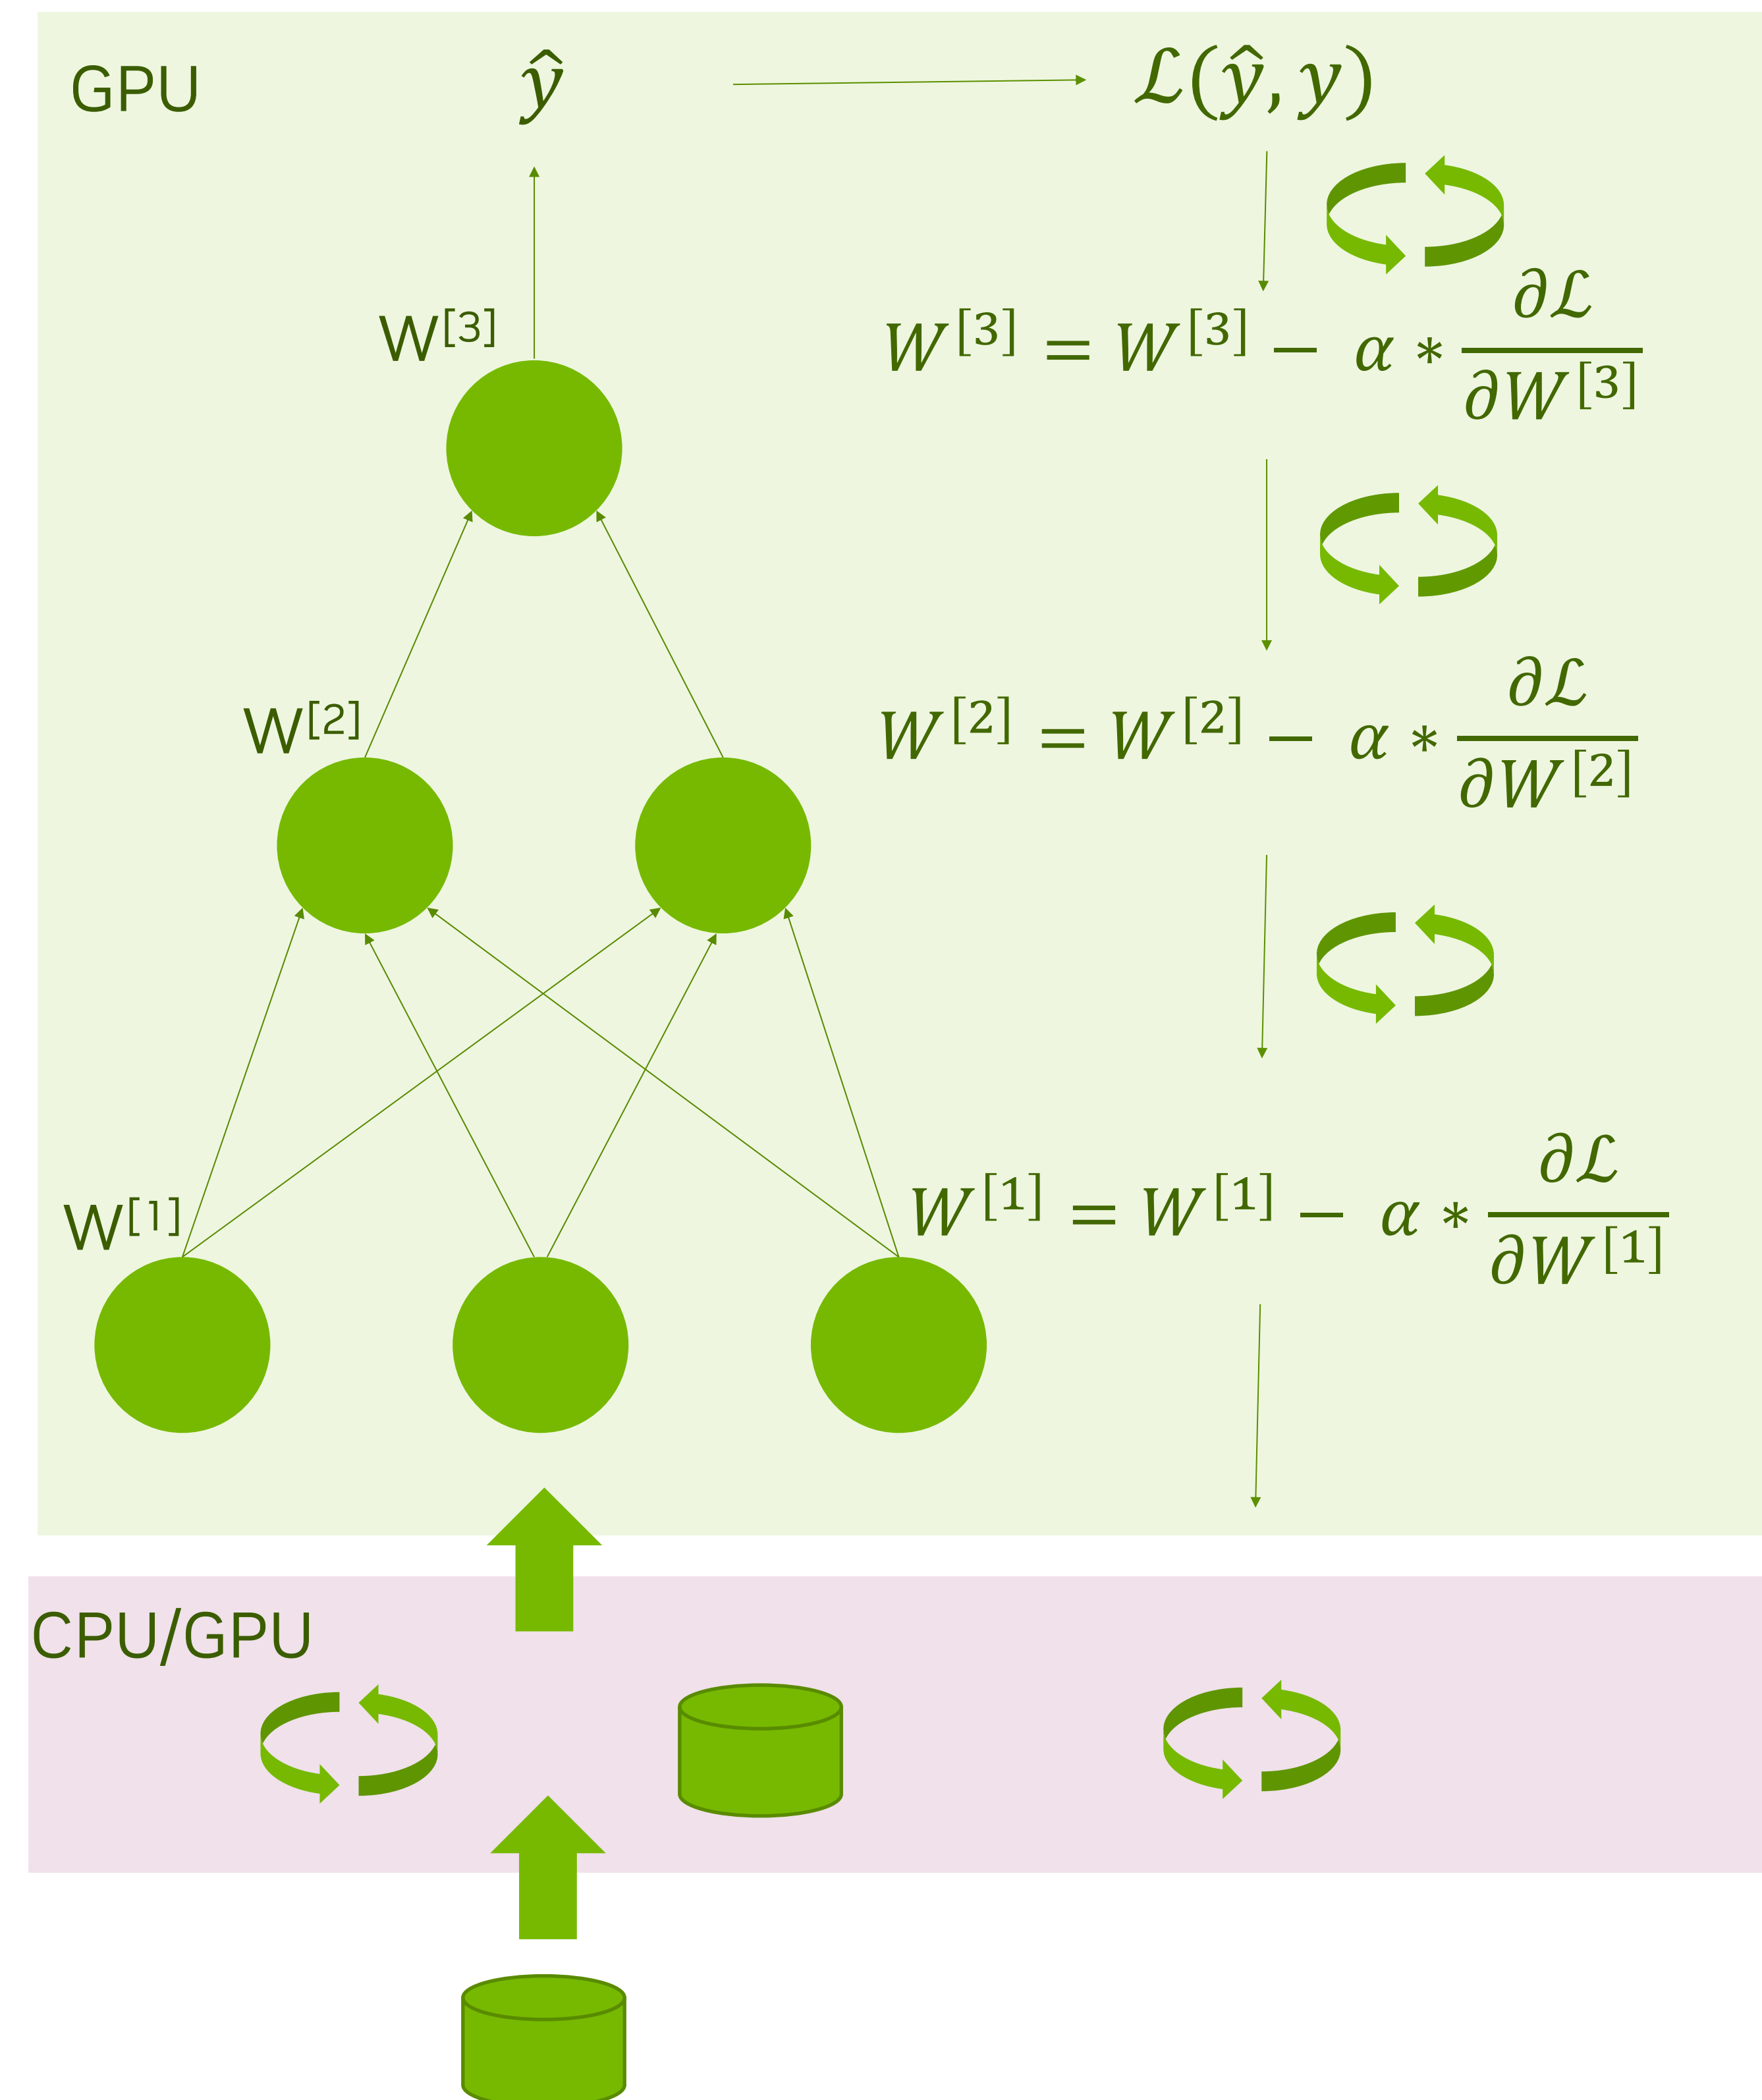 GPU
ŷ
ℒ(ŷ, y)
W[3]
W^[3] = W^[3] − α * ∂ℒ/∂W^[3]
W[2]
W^[2] = W^[2] − α * ∂ℒ/∂W^[2]
W[1]
W^[1] = W^[1] − α * ∂ℒ/∂W^[1]
CPU/GPU